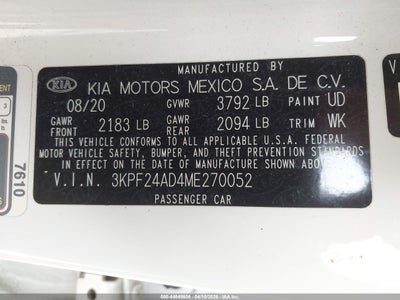 MANUFACTURED BY
KIA KIA MOTORS MEXICO S.A. DE C.V.
08/20 GVWR 3792 LB PAINT UD
GAWR FRONT 2183 LB GAWR REAR 2094 LB TRIM WK
THIS VEHICLE CONFORMS TO ALL APPLICABLE U.S.A. FEDERAL
MOTOR VEHICLE SAFETY, BUMPER, AND THEFT PREVENTION STANDARDS
IN EFFECT ON THE DATE OF MANUFACTURE SHOWN ABOVE.
V.I.N. 3KPF24AD4ME270052
PASSENGER CAR
7610
V